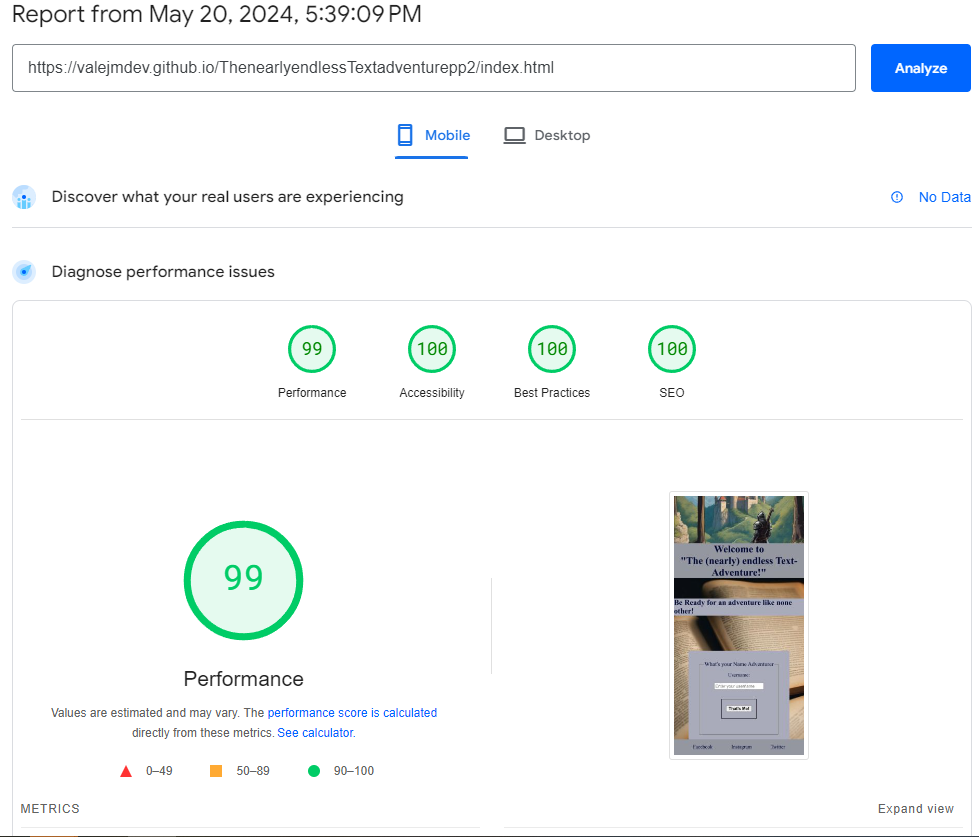 Report from May 20, 2024, 5:39:09 PM
https://valejmdev.github.io/ThenearlyendlessTextadventurepp2/index.html
Analyze
Mobile
Desktop
Discover what your real users are experiencing
No Data
Diagnose performance issues
99
100
100
100
Performance
Accessibility
Best Practices
SEO
99
Performance
Values are estimated and may vary. The performance score is calculated
directly from these metrics. See calculator.
0–49
50–89
90–100
Welcome to
"The (nearly) endless Text-
Adventure!"
Be Ready for an adventure like none
other!
What's your Name Adventurer
Username:
Enter your username
That's Me!
Facebook
Instagram
Twitter
METRICS
Expand view